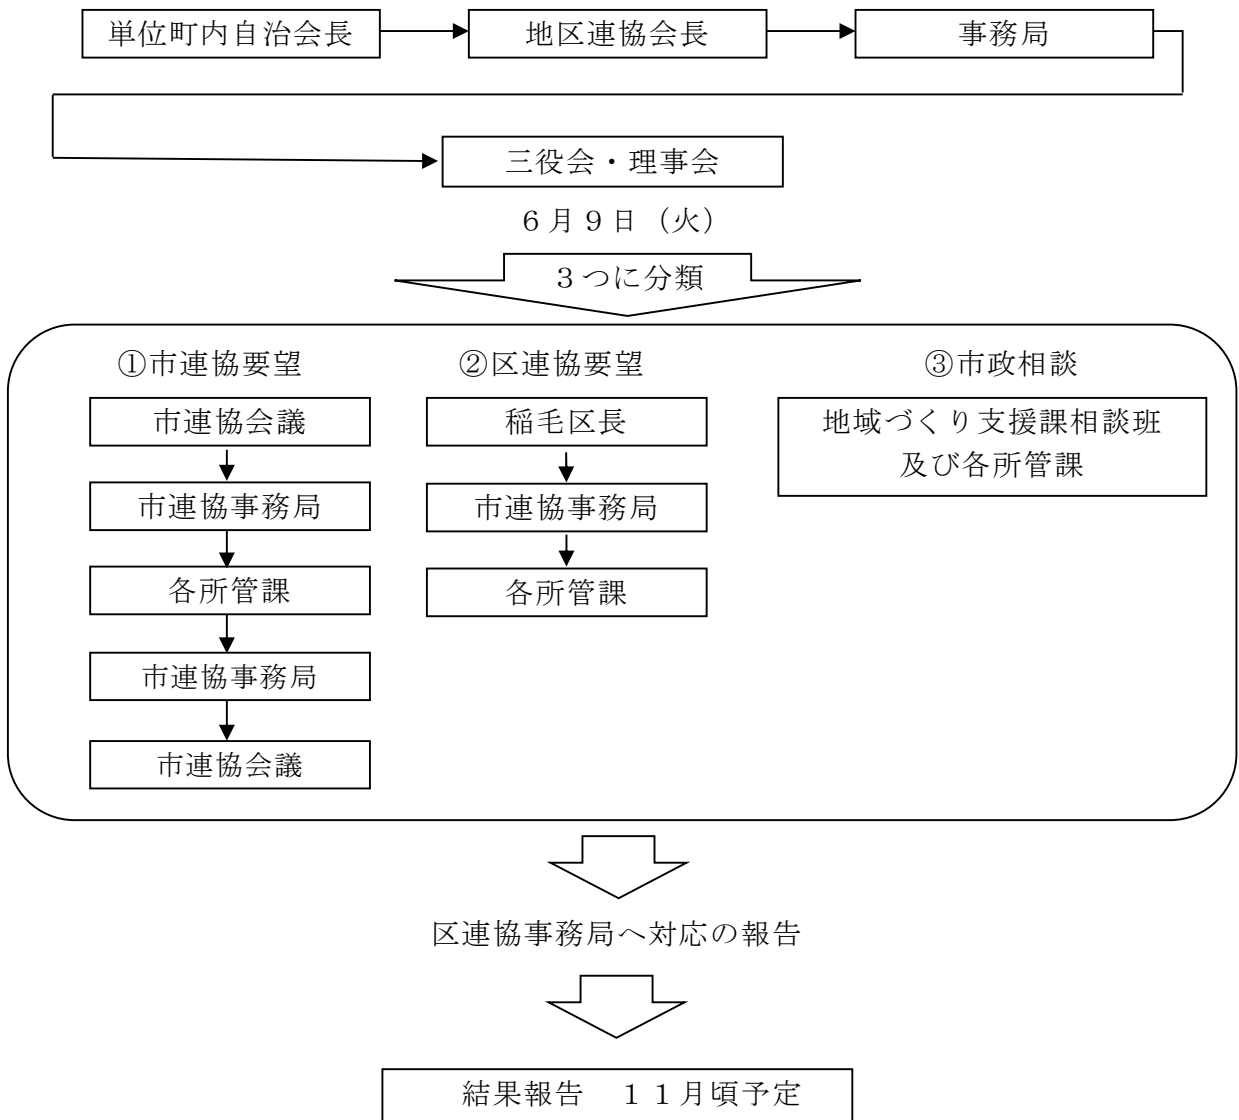 単位町内自治会長
地区連協会長
事務局
三役会・理事会
６月９日（火）
３つに分類
①市連協要望
市連協会議
市連協事務局
各所管課
市連協事務局
市連協会議
②区連協要望
稲毛区長
市連協事務局
各所管課
③市政相談
地域づくり支援課相談班
及び各所管課
区連協事務局へ対応の報告
結果報告　１１月頃予定